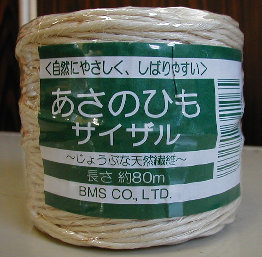 ＜自然にやさしく、しばりやすい＞
あさのひも
サイザル
～じょうぶな天然繊維～
長さ 約80m
BMS CO., LTD.